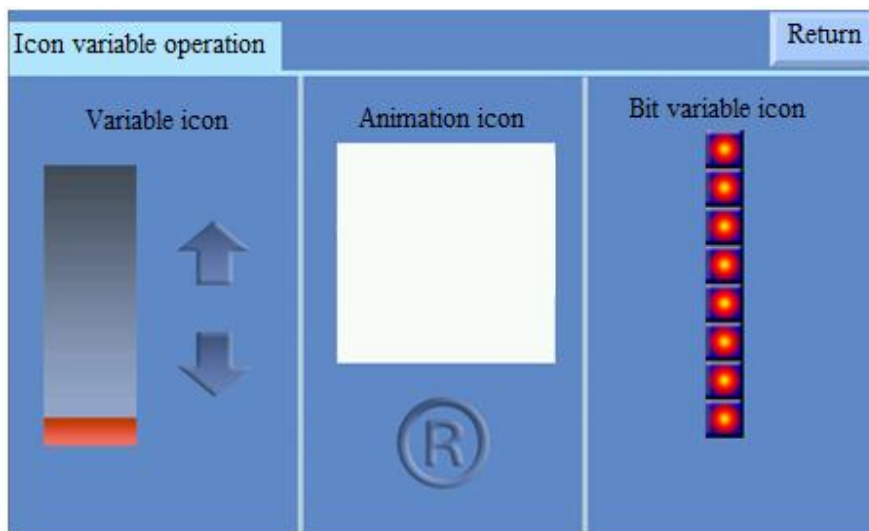 Icon variable operation
Return
Variable icon
Animation icon
Bit variable icon
R